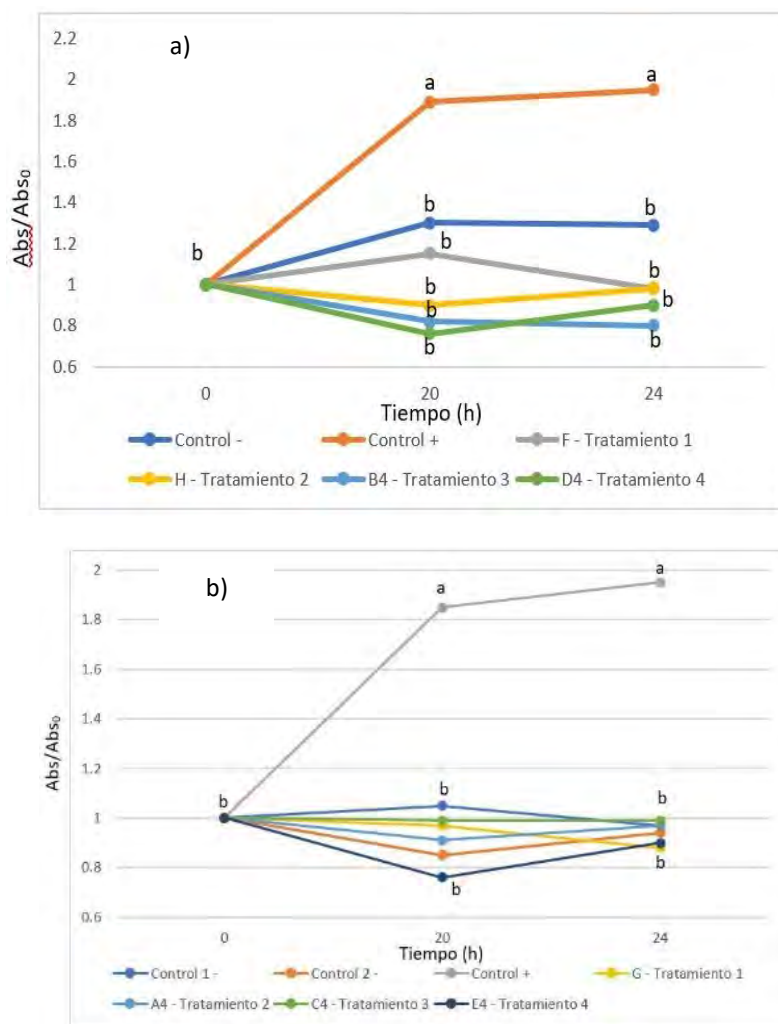 a)
2.2
2
1.8
1.6
1.4
1.2
1
0.8
0.6
Abs/Abs₀
a
a
b
b
b
b
b
b
b
b
b
b
0
20
24
Tiempo (h)
Control -
Control +
F - Tratamiento 1
H - Tratamiento 2
B4 - Tratamiento 3
D4 - Tratamiento 4
b)
2
1.8
1.6
1.4
1.2
1
0.8
0.6
Abs/Abs₀
a
a
b
b
b
b
b
0
20
24
Tiempo (h)
Control 1 -
Control 2 -
Control +
G - Tratamiento 1
A4 - Tratamiento 2
C4 - Tratamiento 3
E4 - Tratamiento 4